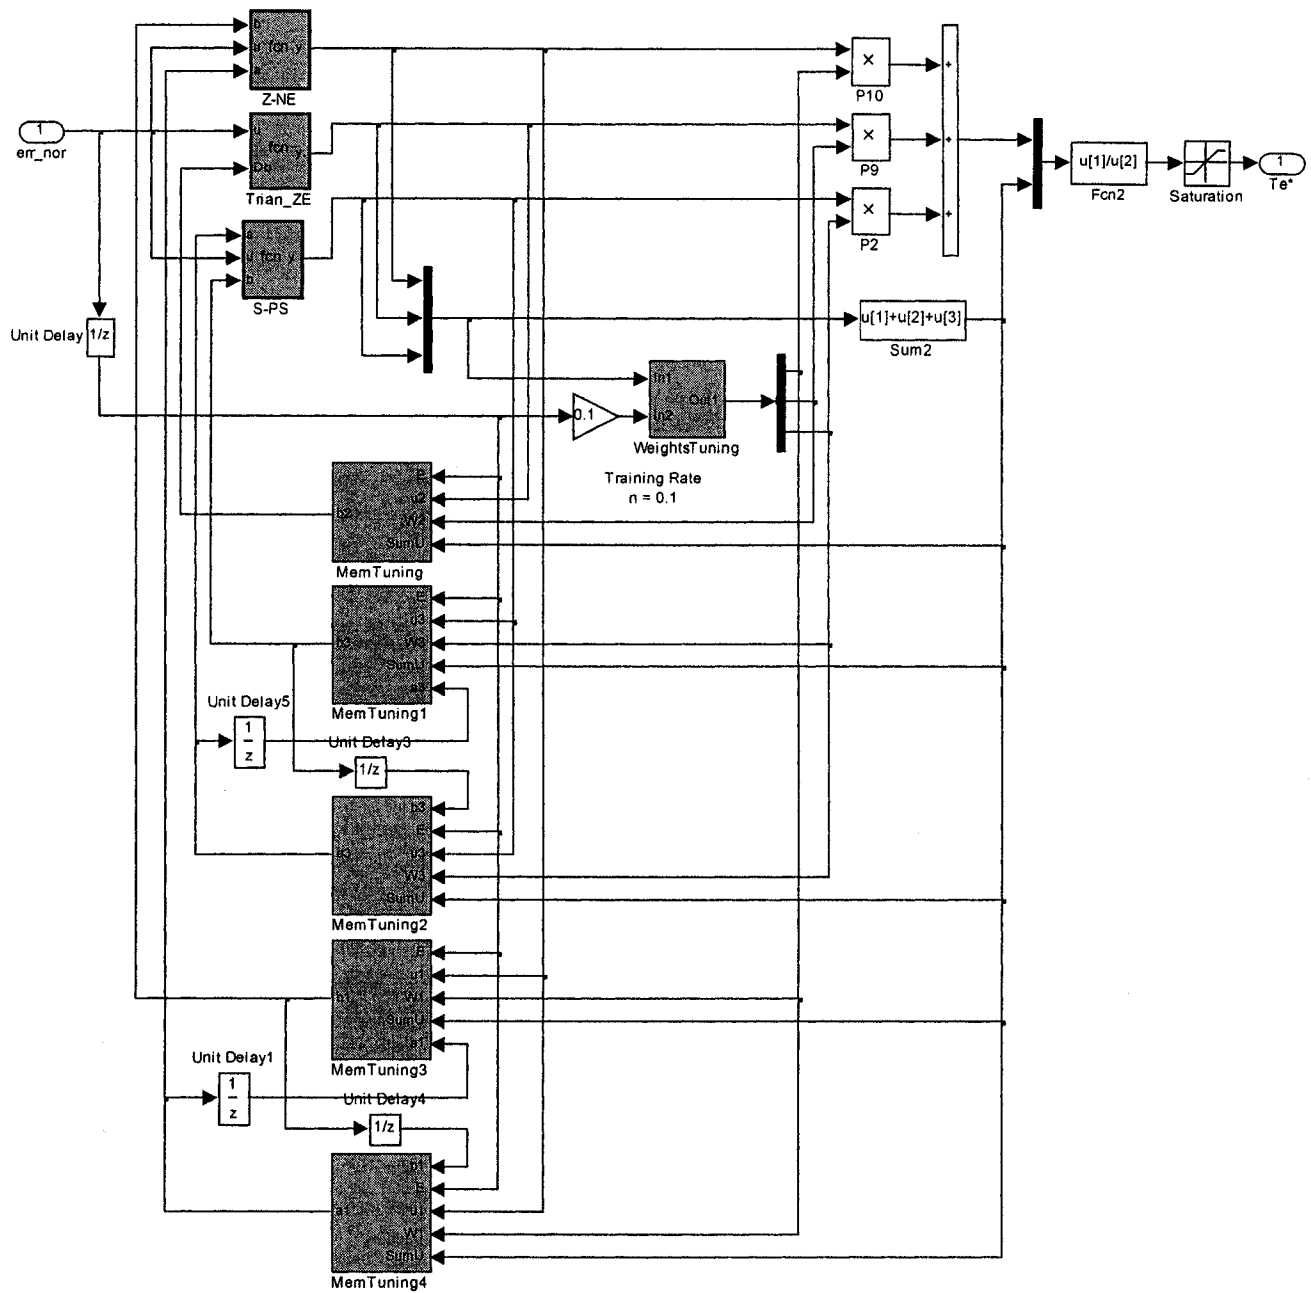 b
u fcn y
a
Z-NE
1
err_nor
u
fcn y
Du
Trian_ZE
a
u fcn y
b
S-PS
Unit Delay 1/z
×
P10
×
P9
×
P2
+
+
+
u[1]/u[2]
Fcn2
Saturation
1
Te*
u[1]+u[2]+u[3]
Sum2
In1
Out1
In2
WeightsTuning
0.1
Training Rate
n = 0.1
E
u2
b2 W2
SumU
MemTuning
E
u3
b3 W3
SumU
a3
MemTuning1
Unit Delay5
1
z
Unit Delay3
1/z
b3
E
a3 u3
W3
SumU
MemTuning2
E
u1
b1 W1
SumU
a1
MemTuning3
Unit Delay1
1
z
Unit Delay4
1/z
b1
E
a1 u1
W1
SumU
MemTuning4